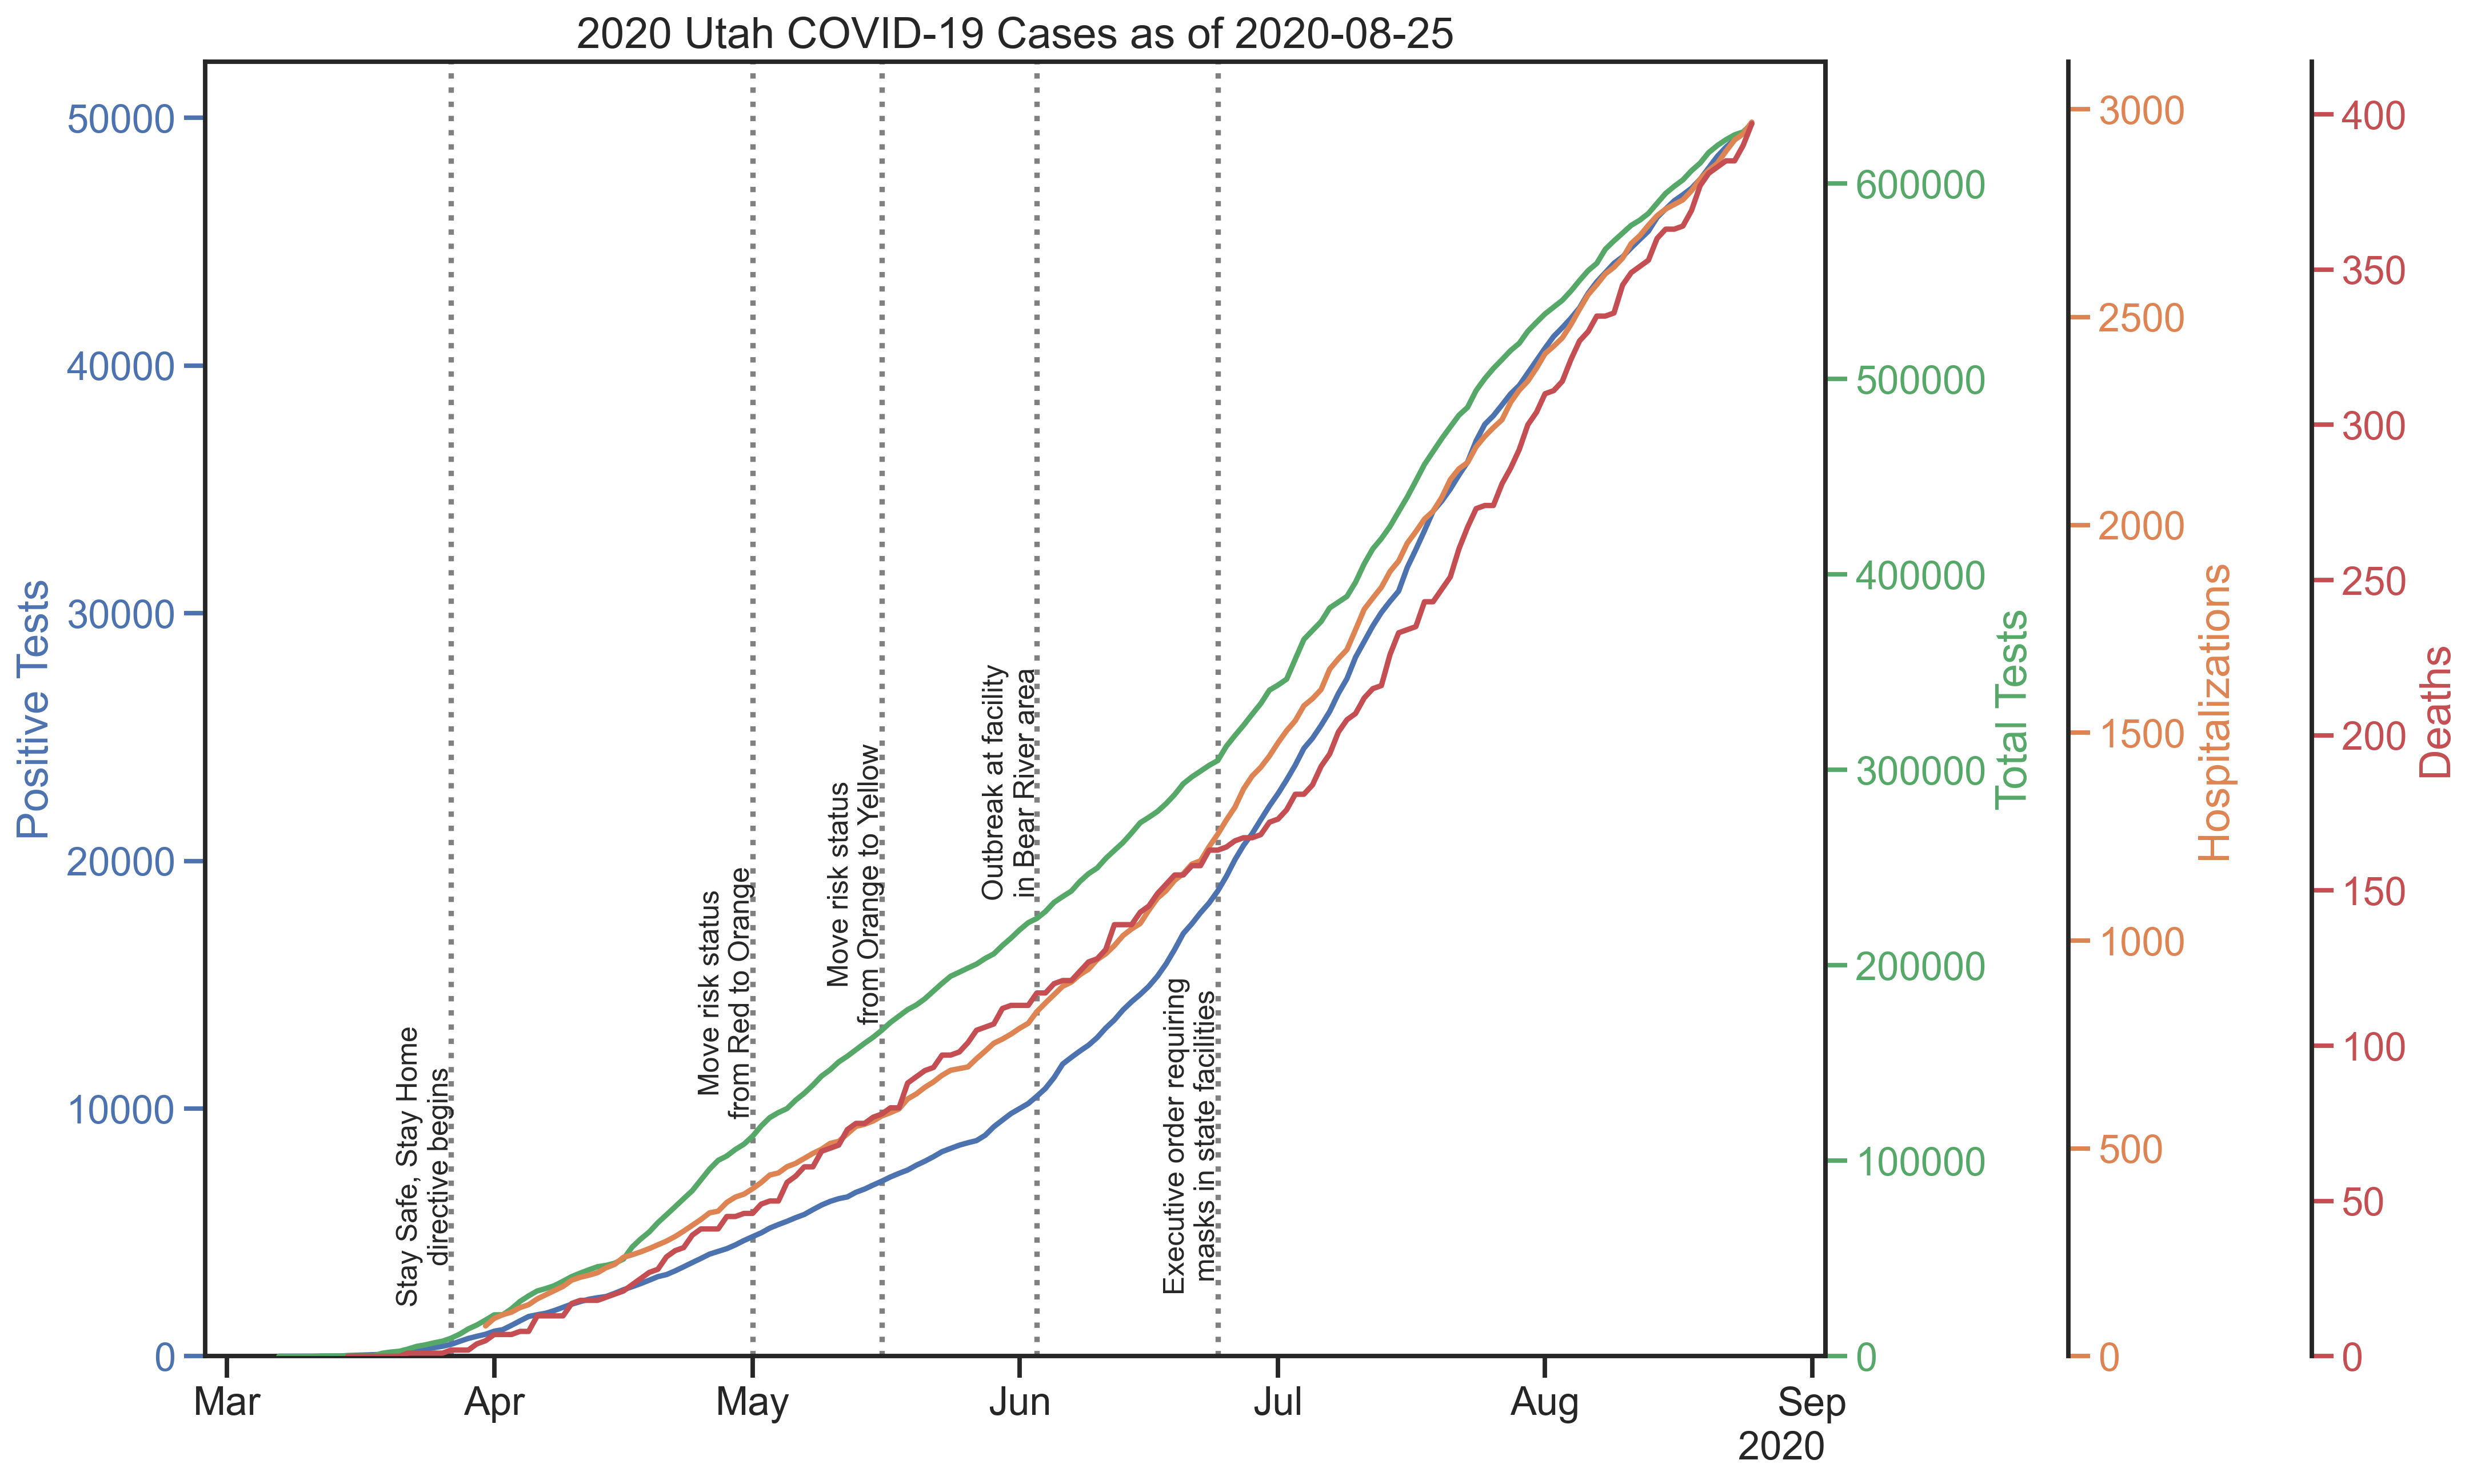 2020 Utah COVID-19 Cases as of 2020-08-25
Positive Tests
50000
40000
30000
20000
10000
0
Stay Safe, Stay Home
directive begins
Move risk status
from Red to Orange
Move risk status
from Orange to Yellow
Outbreak at facility
in Bear River area
Executive order requiring
masks in state facilities
Mar
Apr
May
Jun
Jul
Aug
Sep
2020
600000
500000
400000
300000
200000
100000
0
Total Tests
3000
2500
2000
1500
1000
500
0
Hospitalizations
400
350
300
250
200
150
100
50
0
Deaths